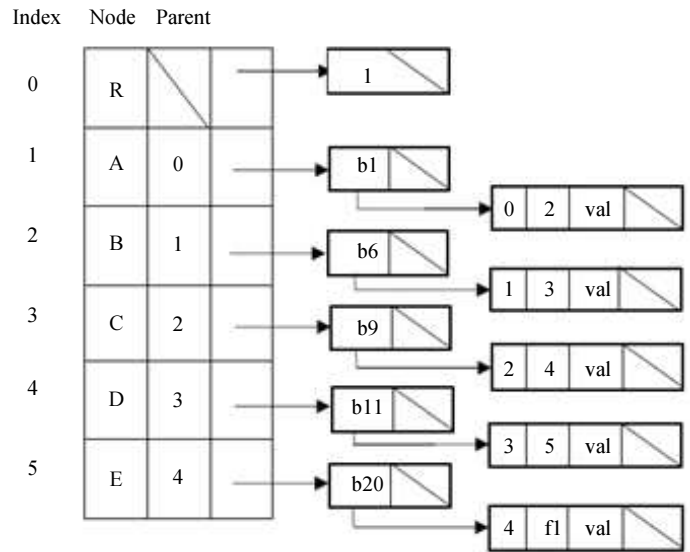 Index Node Parent
0 R 1
1 A 0 b1
0 2 val
2 B 1 b6
1 3 val
3 C 2 b9
2 4 val
4 D 3 b11
3 5 val
5 E 4 b20
4 f1 val